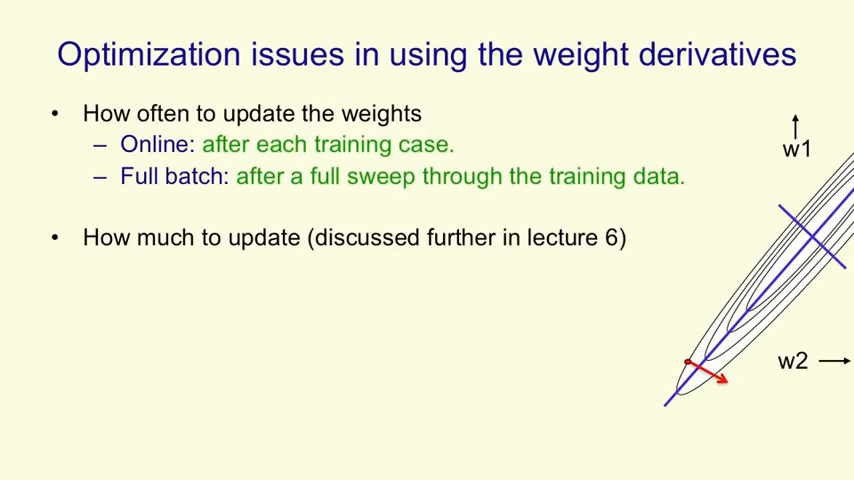 Optimization issues in using the weight derivatives
• How often to update the weights
– Online: after each training case.
– Full batch: after a full sweep through the training data.
• How much to update (discussed further in lecture 6)
w1
w2